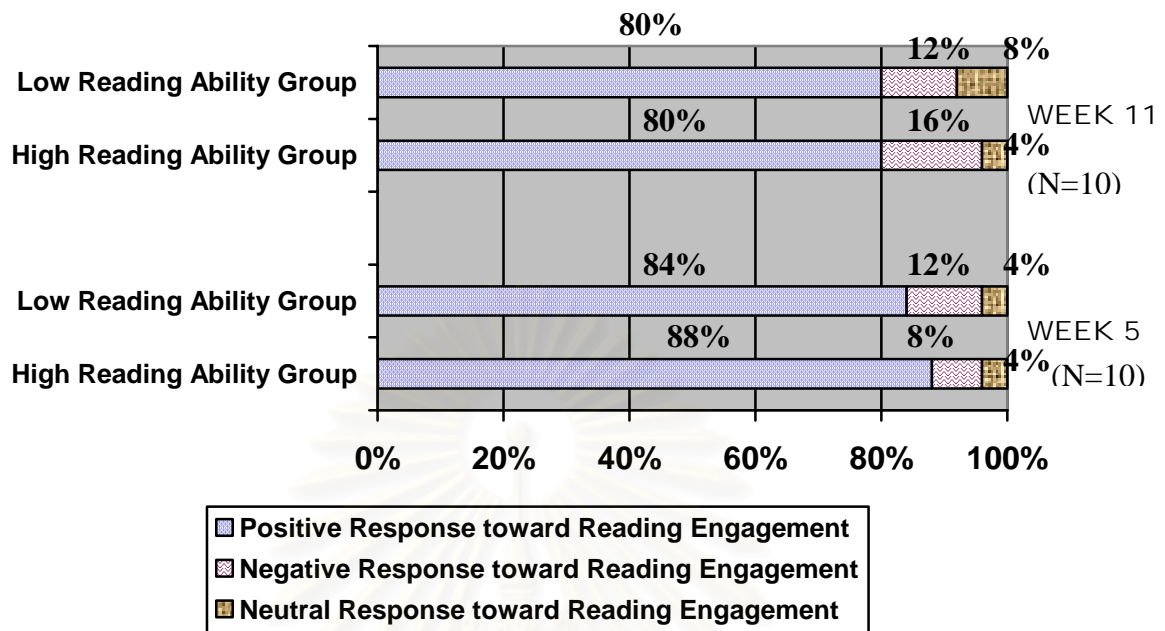 80%
12% 8%
Low Reading Ability Group
WEEK 11
80% 16%
High Reading Ability Group
4%
(N=10)
84% 12% 4%
Low Reading Ability Group
WEEK 5
88% 8%
4%
High Reading Ability Group
(N=10)
0% 20% 40% 60% 80% 100%
Positive Response toward Reading Engagement
Negative Response toward Reading Engagement
Neutral Response toward Reading Engagement